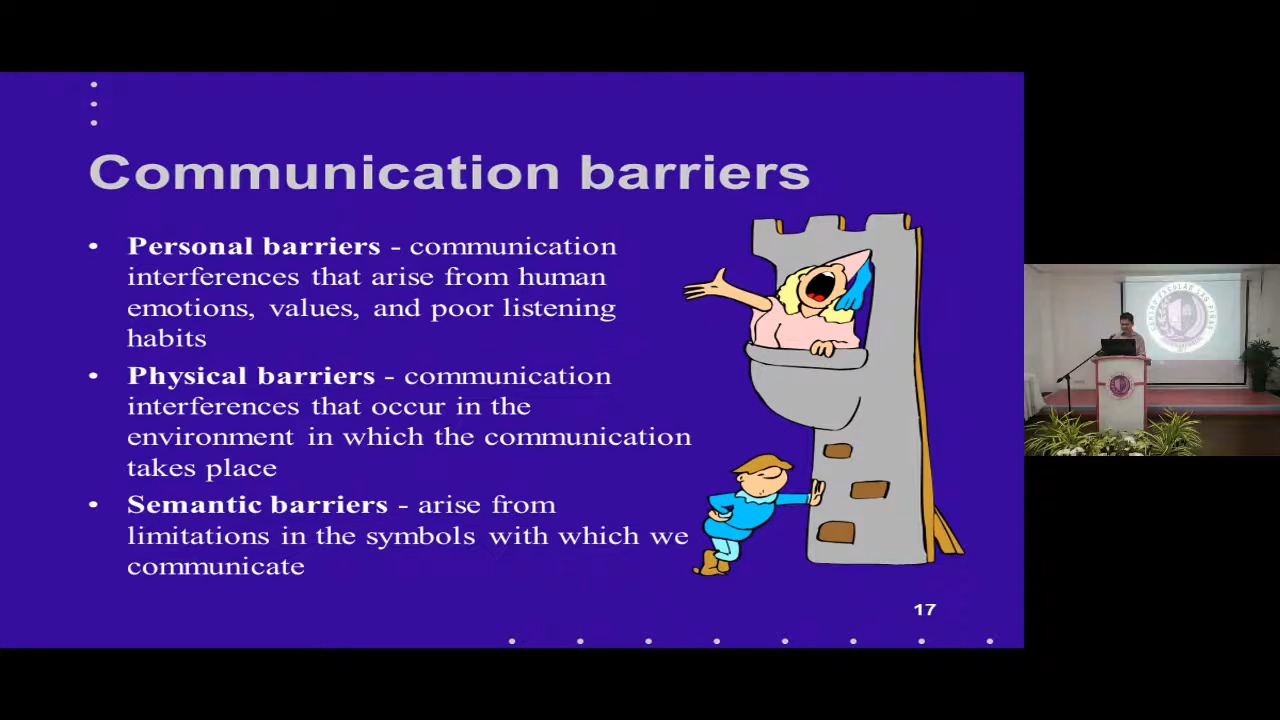 Communication barriers
• Personal barriers - communication
interferences that arise from human
emotions, values, and poor listening
habits
• Physical barriers - communication
interferences that occur in the
environment in which the communication
takes place
• Semantic barriers - arise from
limitations in the symbols with which we
communicate
17